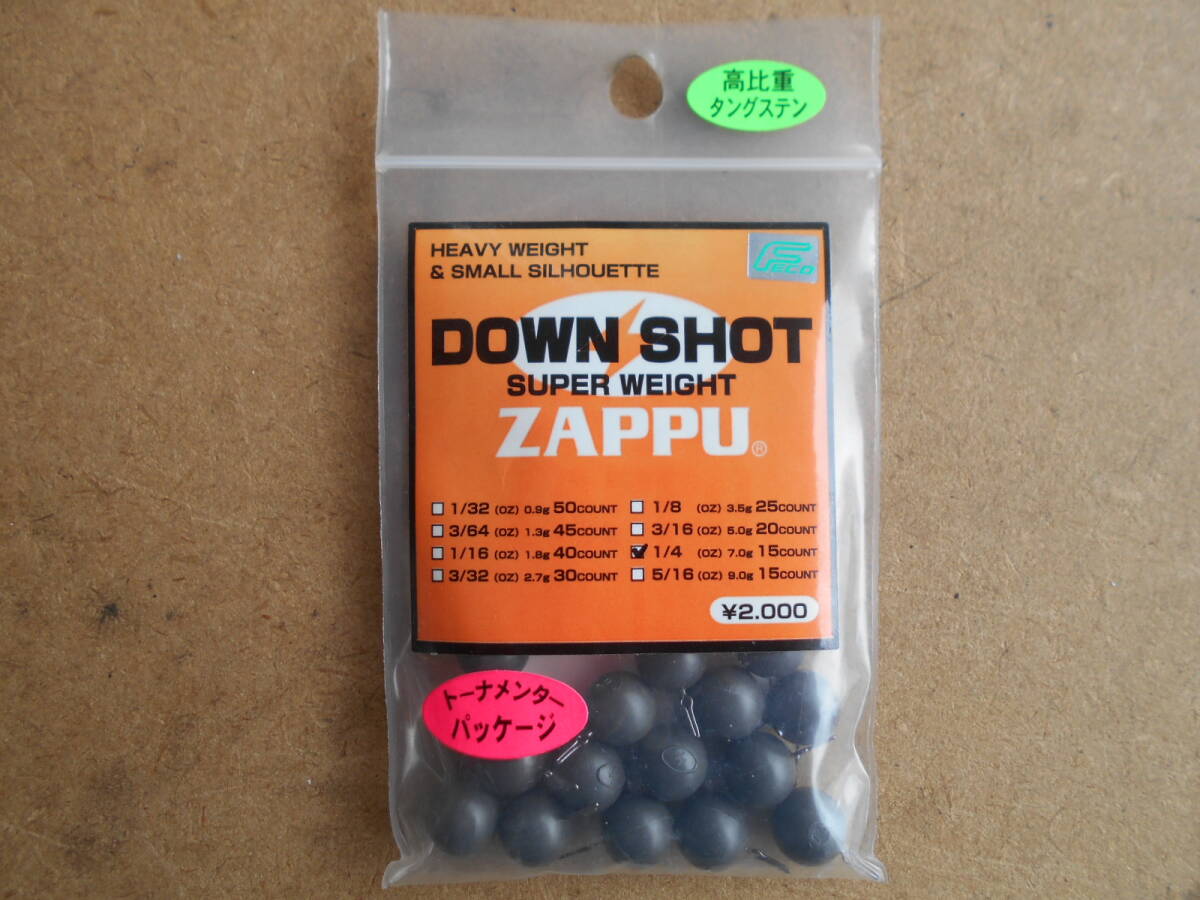 高比重
タングステン
HEAVY WEIGHT
& SMALL SILHOUETTE
FECO
DOWN SHOT
SUPER WEIGHT
ZAPPU®
1/32 (OZ) 0.9g 50COUNT
3/64 (OZ) 1.3g 45COUNT
1/16 (OZ) 1.8g 40COUNT
3/32 (OZ) 2.7g 30COUNT
1/8 (OZ) 3.5g 25COUNT
3/16 (OZ) 5.0g 20COUNT
1/4 (OZ) 7.0g 15COUNT
5/16 (OZ) 9.0g 15COUNT
¥2.000
トーナメンター
パッケージ